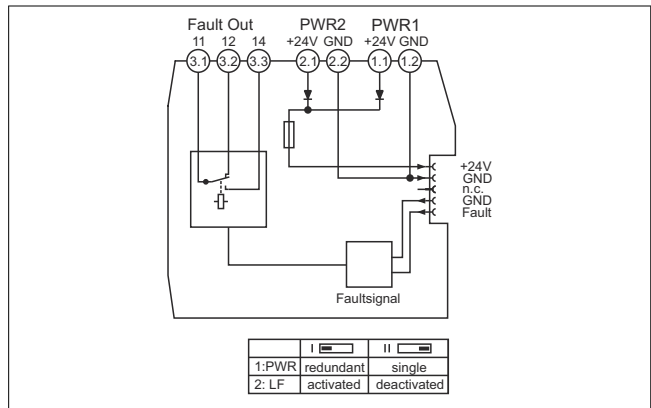 Fault Out PWR2 PWR1
11 12 14 +24V GND +24V GND
3.1 3.2 3.3 2.1 2.2 1.1 1.2
+24V
GND
n.c.
GND
Fault
Faultsignal
I II
1:PWR redundant single
2: LF activated deactivated